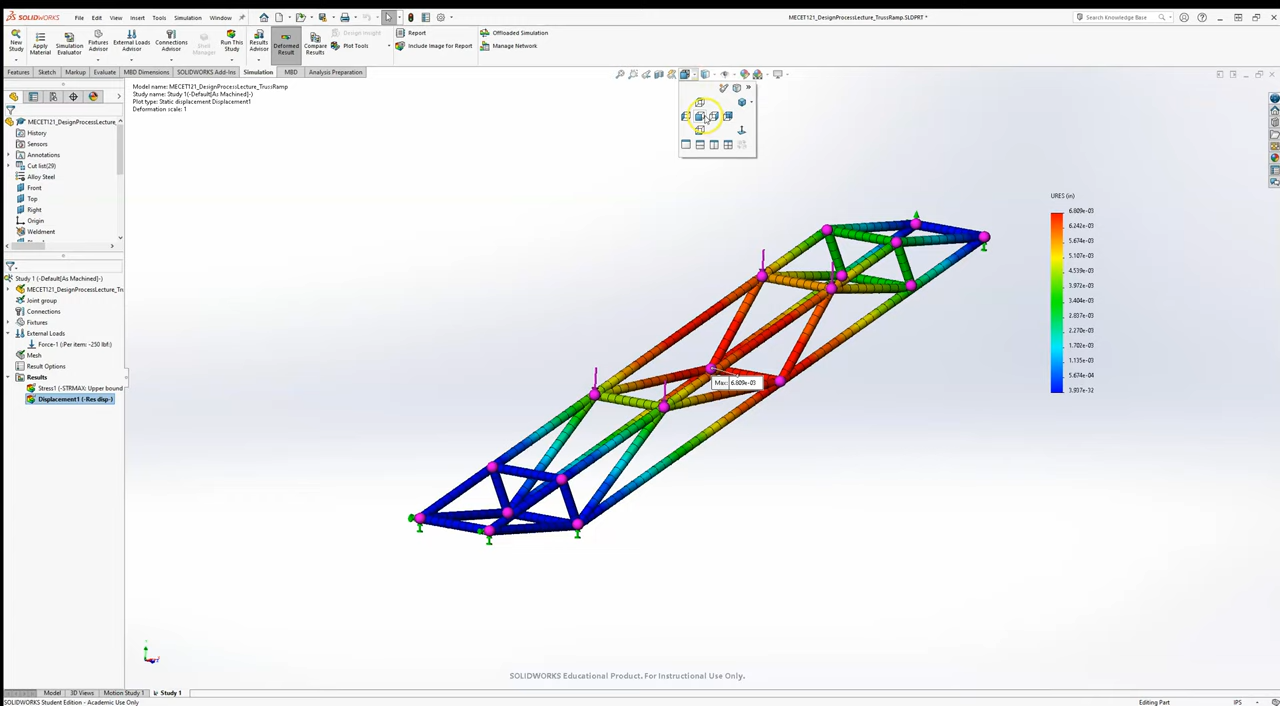 SOLIDWORKS File Edit View Insert Tools Simulation Window
MECET121_DesignProcessLecture_TrussRamp.SLDPRT *
Search Knowledge Base
New Study
Apply Material
Simulation Evaluator
Fixtures Advisor
External Loads Advisor
Connections Advisor
Shell Manager
Run This Study
Results Advisor
Deformed Result
Compare Results
Design Insight
Plot Tools
Report
Include Image for Report
Offloaded Simulation
Manage Network
Features Sketch Markup Evaluate MBD Dimensions SOLIDWORKS Add-Ins Simulation MBD Analysis Preparation
Model name: MECET121_DesignProcessLecture_TrussRamp
Study name: Study 1(-Default[As Machined]-)
Plot type: Static displacement Displacement1
Deformation scale: 1
MECET121_DesignProcessLecture_TrussR
History
Sensors
Annotations
Cut list(29)
Alloy Steel
Front
Top
Right
Origin
Weldment
Study 1 (-Default[As Machined]-)
MECET121_DesignProcessLecture_Tru
Joint group
Connections
Fixtures
External Loads
Force-1 (:Per item: -250 lbf:)
Mesh
Result Options
Results
Stress1 (-STRMAX: Upper bound
Displacement1 (-Res disp-)
URES (in)
6.809e-03
6.242e-03
5.674e-03
5.107e-03
4.539e-03
3.972e-03
3.404e-03
2.837e-03
2.270e-03
1.702e-03
1.135e-03
5.674e-04
3.937e-32
Max: 6.809e-03
SOLIDWORKS Educational Product. For Instructional Use Only.
Model 3D Views Motion Study 1 Study 1
SOLIDWORKS Student Edition - Academic Use Only
Editing Part
IPS